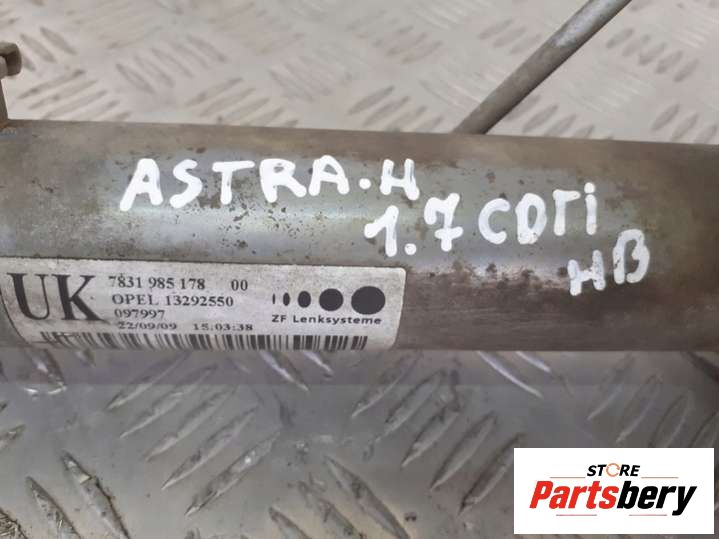 ASTRA-H
1.7 CDTi
HB
UK
7831 985 178 00
OPEL 13292550
097997
22/09/09 15:03:38
ZF Lenksysteme
STORE
Partsbery